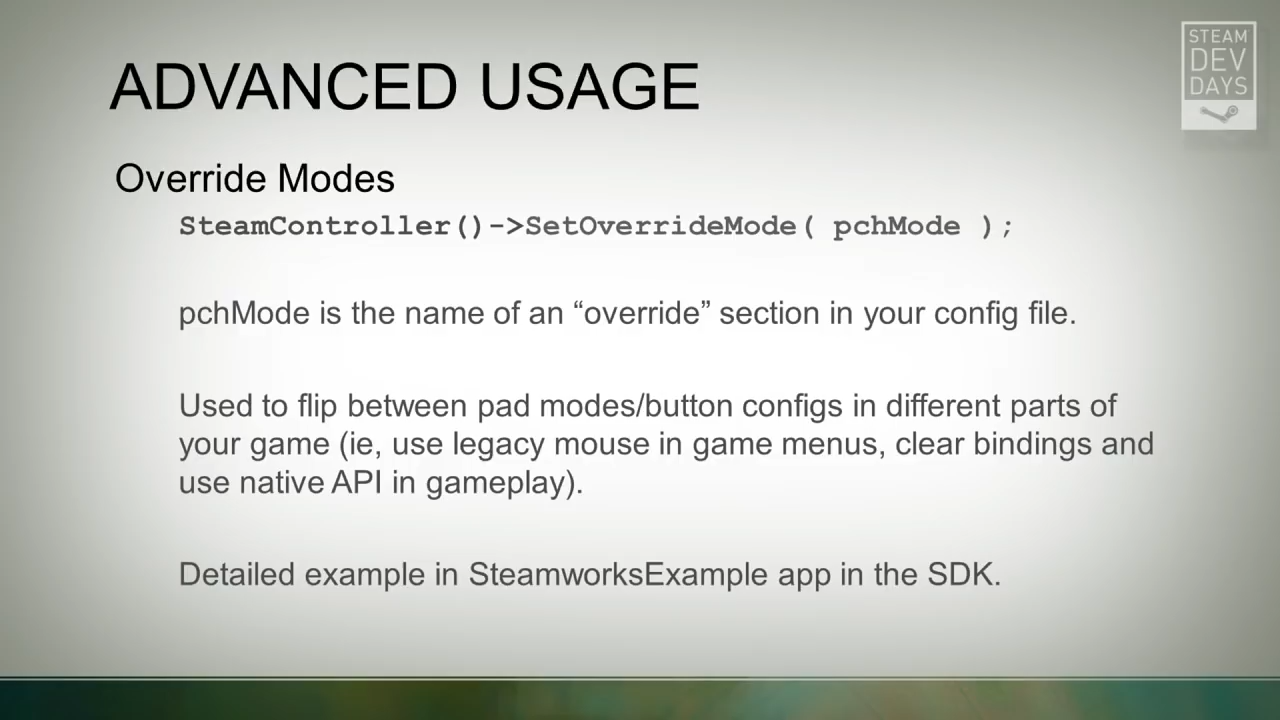 STEAM
DEV
DAYS
ADVANCED USAGE
Override Modes
SteamController()->SetOverrideMode( pchMode );
pchMode is the name of an “override” section in your config file.
Used to flip between pad modes/button configs in different parts of
your game (ie, use legacy mouse in game menus, clear bindings and
use native API in gameplay).
Detailed example in SteamworksExample app in the SDK.